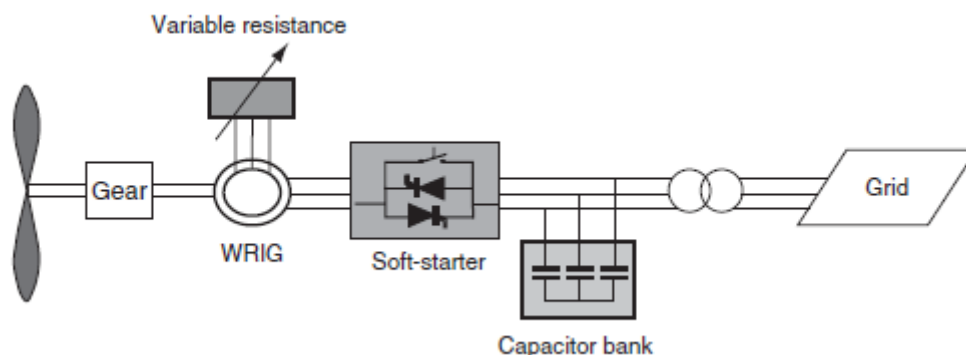 Variable resistance
Gear
Grid
WRIG
Soft-starter
Capacitor bank